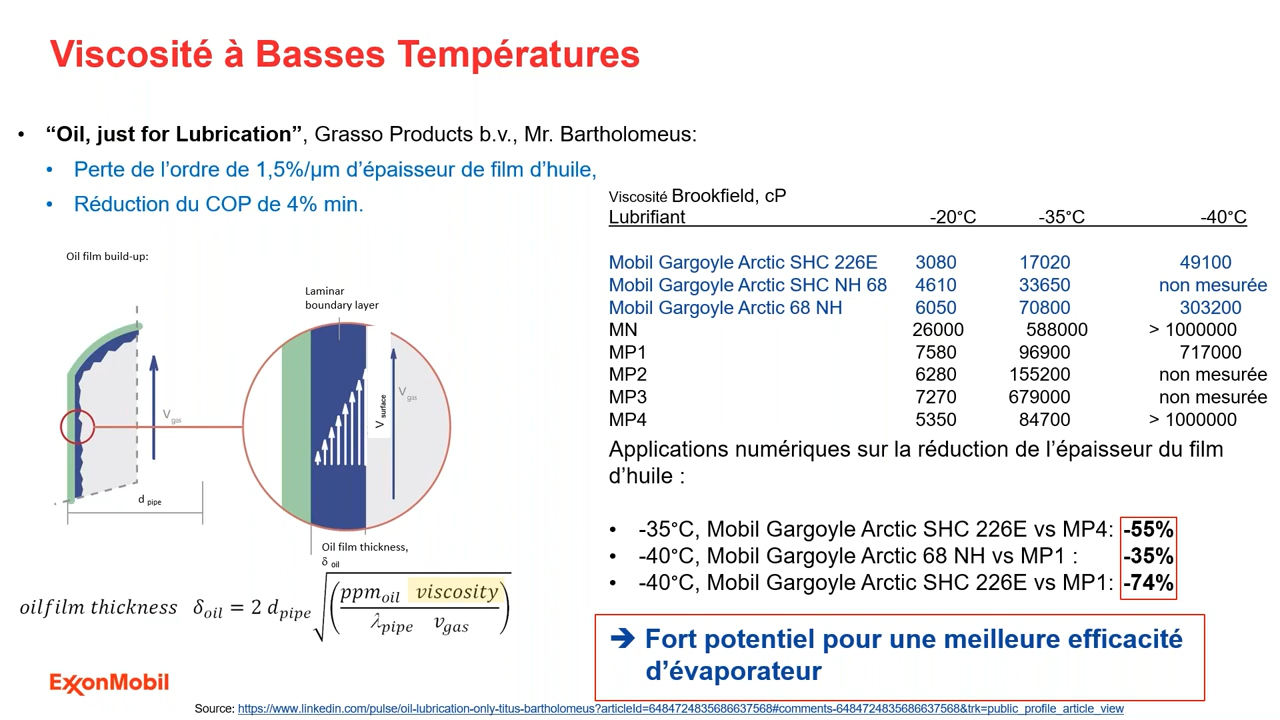 Viscosité à Basses Températures
• “Oil, just for Lubrication”, Grasso Products b.v., Mr. Bartholomeus:
• Perte de l’ordre de 1,5%/µm d’épaisseur de film d’huile,
• Réduction du COP de 4% min.
Oil film build-up:
Laminar
boundary layer
V gas
V surface
V gas
d pipe
Oil film thickness,
δ oil
oilfilm thickness δoil = 2 dpipe √((ppmoil viscosity)/(λpipe vgas))
Viscosité Brookfield, cP
Lubrifiant -20°C -35°C -40°C
Mobil Gargoyle Arctic SHC 226E 3080 17020 49100
Mobil Gargoyle Arctic SHC NH 68 4610 33650 non mesurée
Mobil Gargoyle Arctic 68 NH 6050 70800 303200
MN 26000 588000 > 1000000
MP1 7580 96900 717000
MP2 6280 155200 non mesurée
MP3 7270 679000 non mesurée
MP4 5350 84700 > 1000000
Applications numériques sur la réduction de l’épaisseur du film
d’huile :
• -35°C, Mobil Gargoyle Arctic SHC 226E vs MP4: -55%
• -40°C, Mobil Gargoyle Arctic 68 NH vs MP1 : -35%
• -40°C, Mobil Gargoyle Arctic SHC 226E vs MP1: -74%
➔ Fort potentiel pour une meilleure efficacité
d’évaporateur
ExxonMobil
Source: https://www.linkedin.com/pulse/oil-lubrication-only-titus-bartholomeus?articleId=6484724835686637568#comments-6484724835686637568&trk=public_profile_article_view